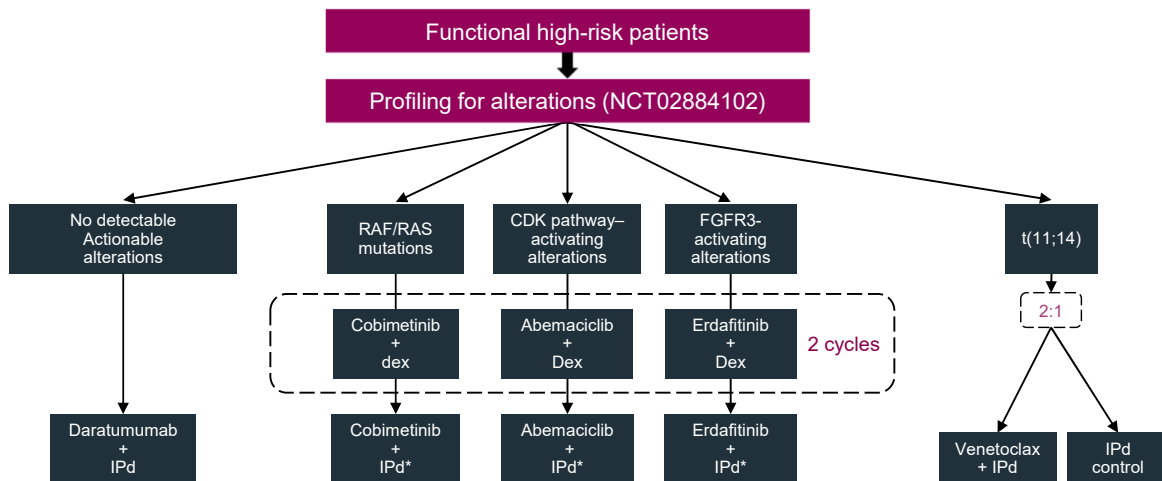 Functional high-risk patients
Profiling for alterations (NCT02884102)
No detectable
Actionable
alterations
RAF/RAS
mutations
CDK pathway–
activating
alterations
FGFR3-
activating
alterations
t(11;14)
Cobimetinib
+
dex
Abemaciclib
+
Dex
Erdafitinib
+
Dex
2 cycles
2:1
Daratumumab
+
IPd
Cobimetinib
+
IPd*
Abemaciclib
+
IPd*
Erdafitinib
+
IPd*
Venetoclax
+ IPd
IPd
control